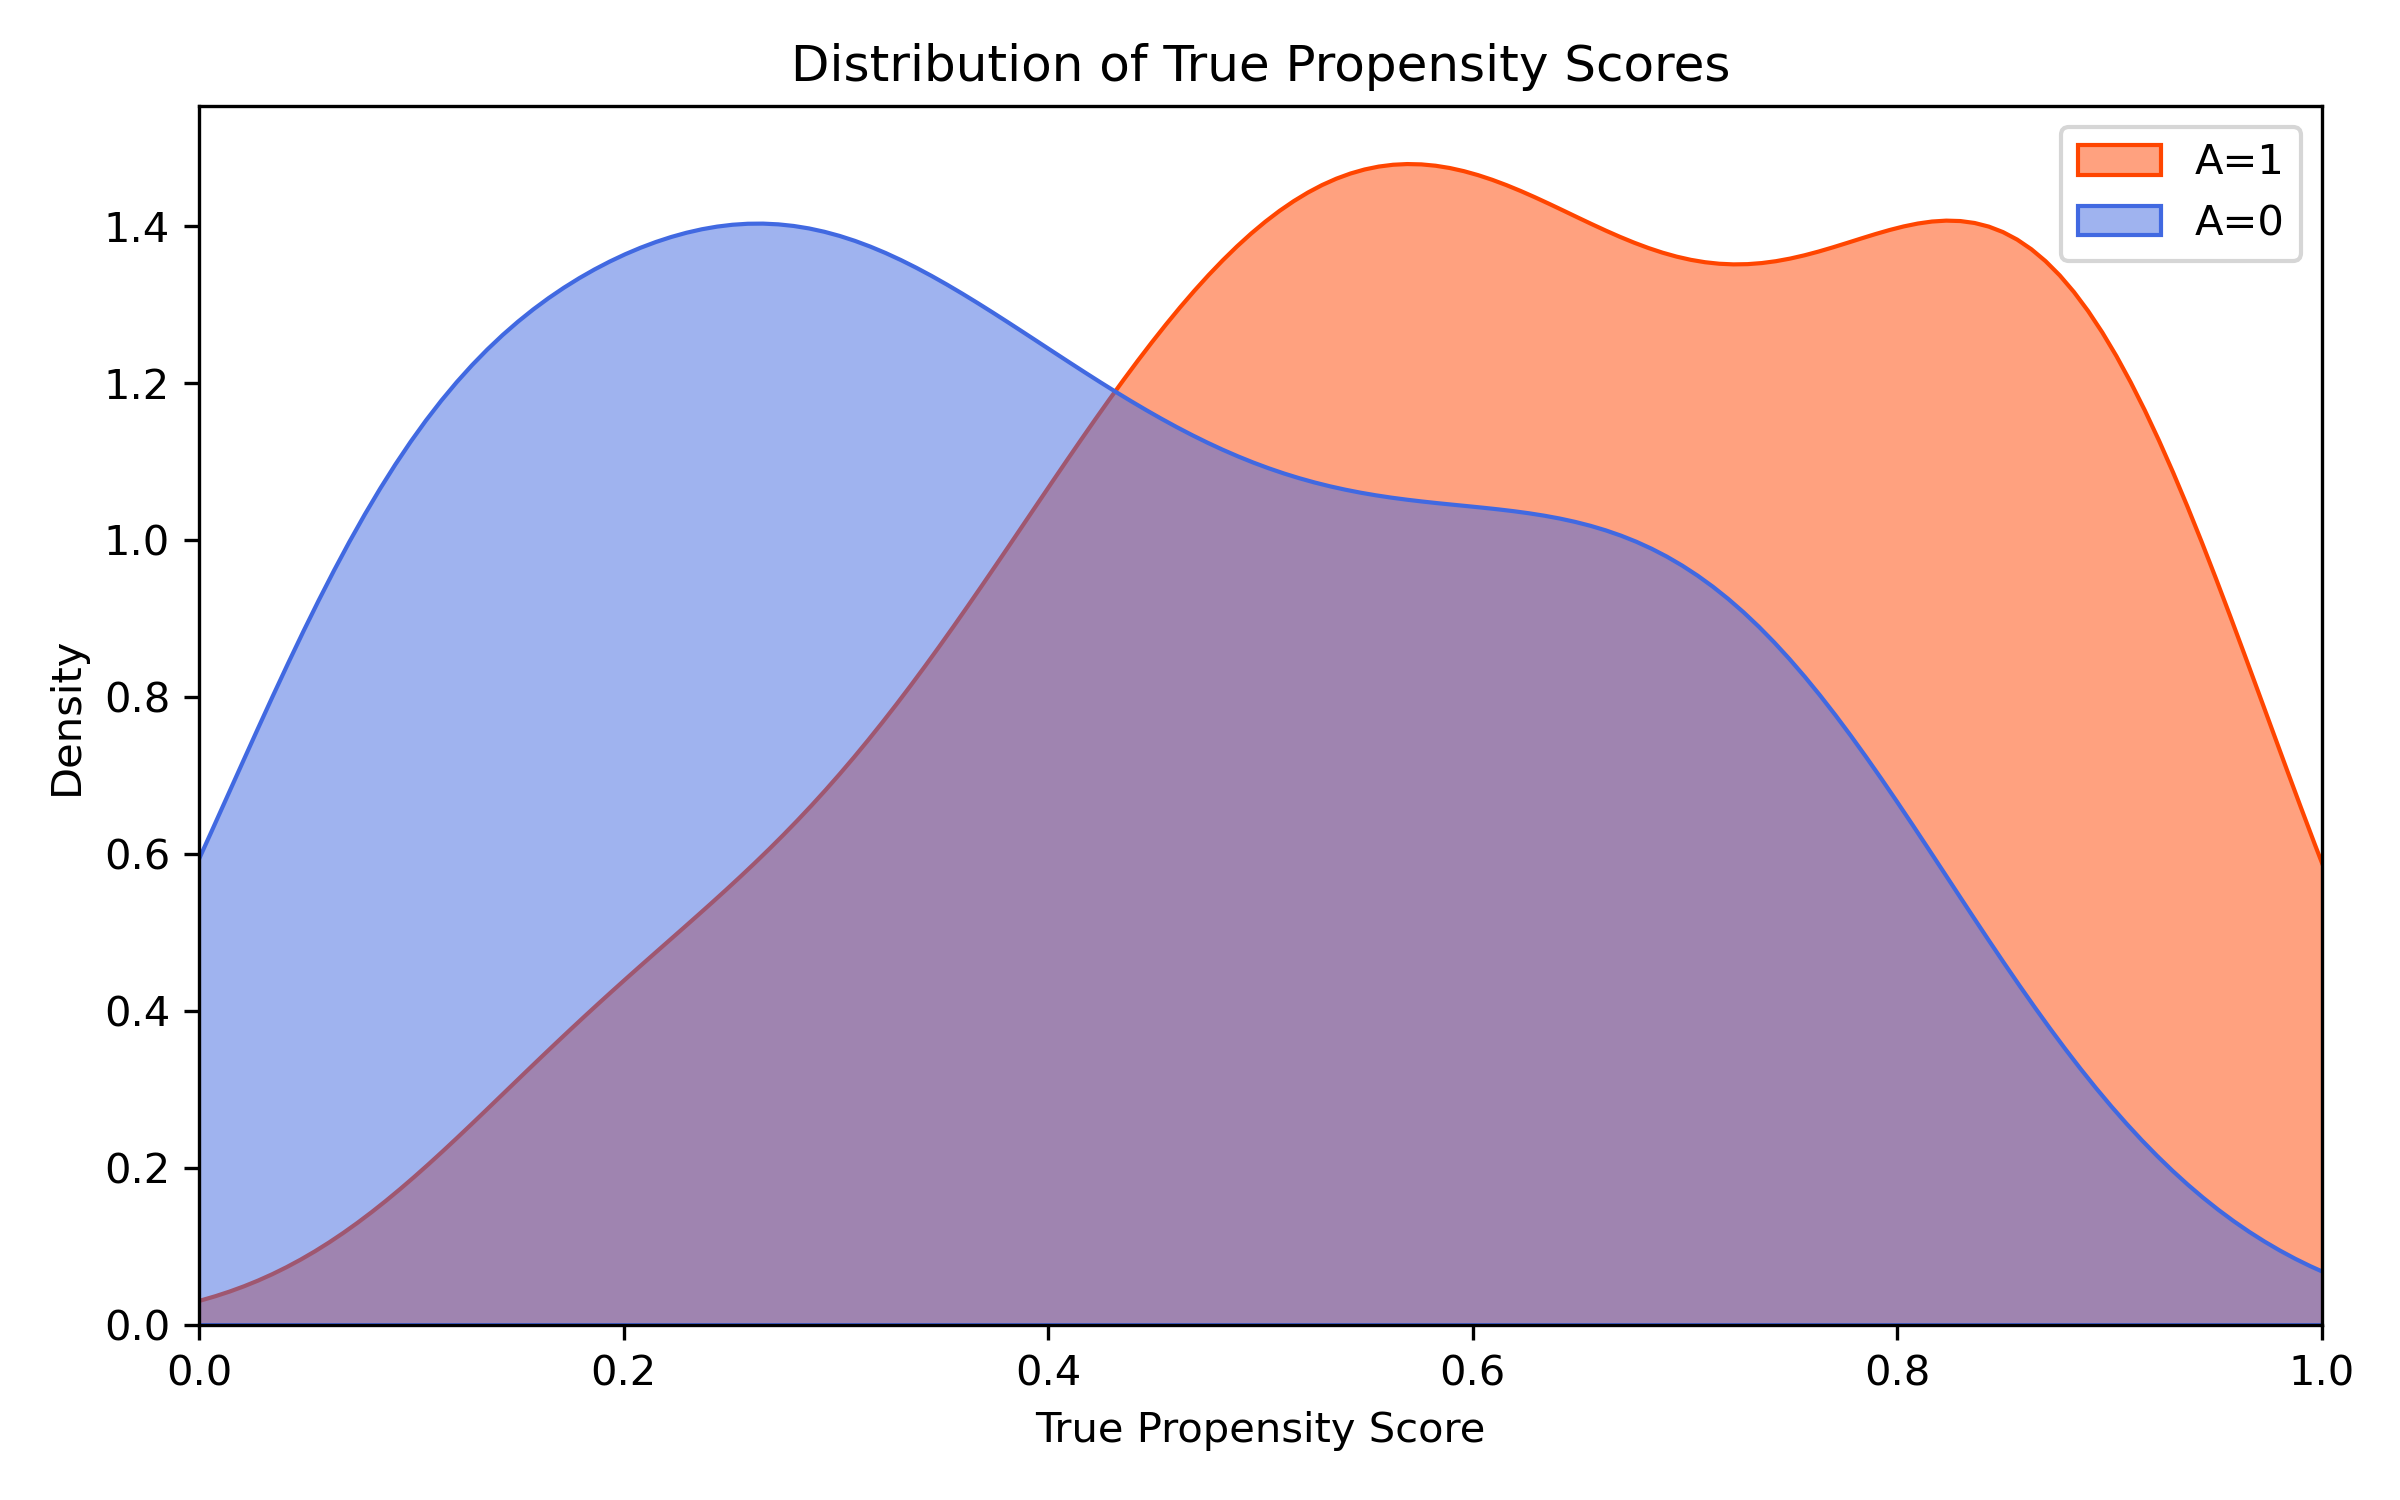 Distribution of True Propensity Scores
A=1
A=0
Density
1.4
1.2
1.0
0.8
0.6
0.4
0.2
0.0
0.0 0.2 0.4 0.6 0.8 1.0
True Propensity Score